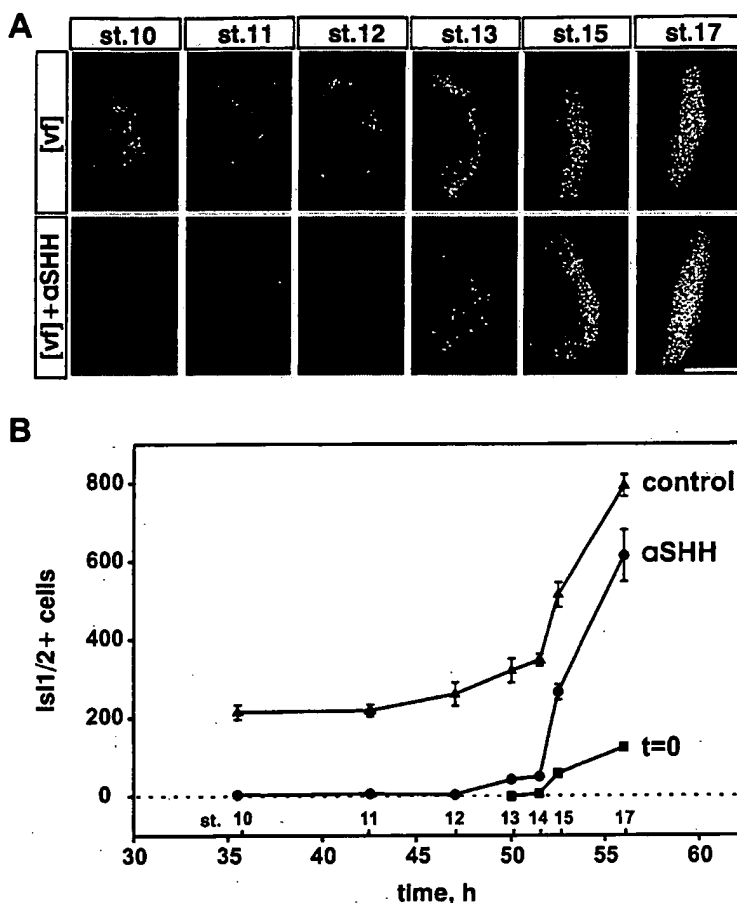 A
st.10 st.11 st.12 st.13 st.15 st.17
[vf]
[vf]+αSHH
B
Isl1/2+ cells
800
600
400
200
0
control
αSHH
t=0
st. 10 11 12 13 14 15 17
30 35 40 45 50 55 60
time, h